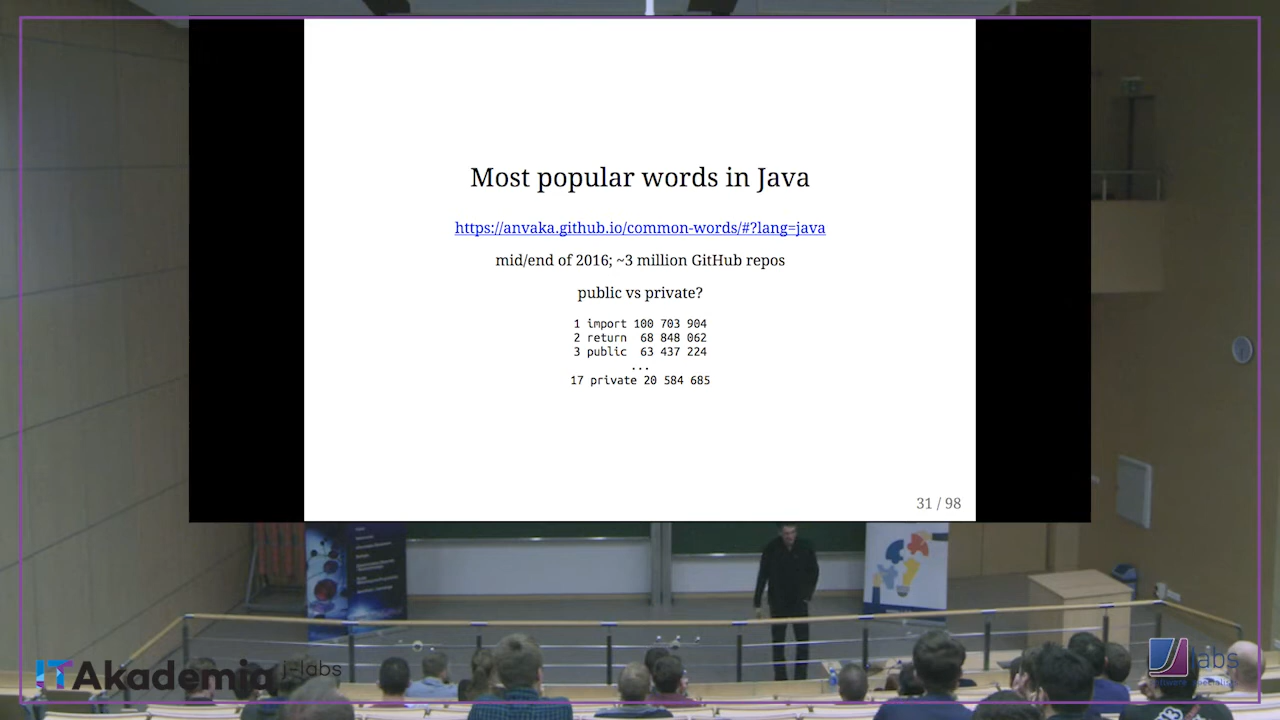 Most popular words in Java
https://anvaka.github.io/common-words/#?lang=java
mid/end of 2016; ~3 million GitHub repos
public vs private?
1 import 100 703 904
2 return 68 848 062
3 public 63 437 224
...
17 private 20 584 685
31 / 98
ITAkademia j-labs
labs